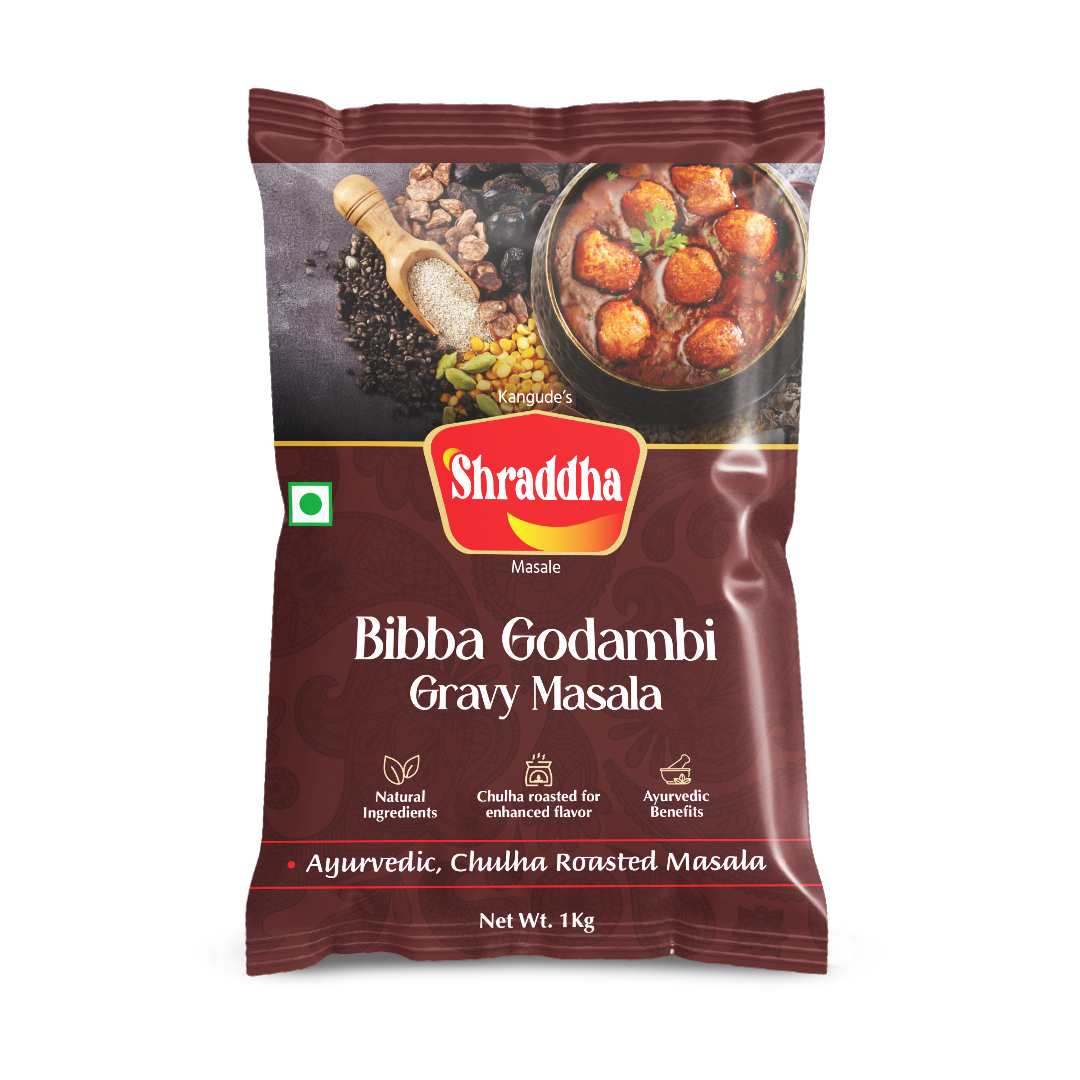 Kangude's
Shraddha
Masale
Bibba Godambi
Gravy Masala
Natural
Ingredients
Chulha roasted for
enhanced flavor
Ayurvedic
Benefits
• Ayurvedic, Chulha Roasted Masala •
Net Wt. 1Kg